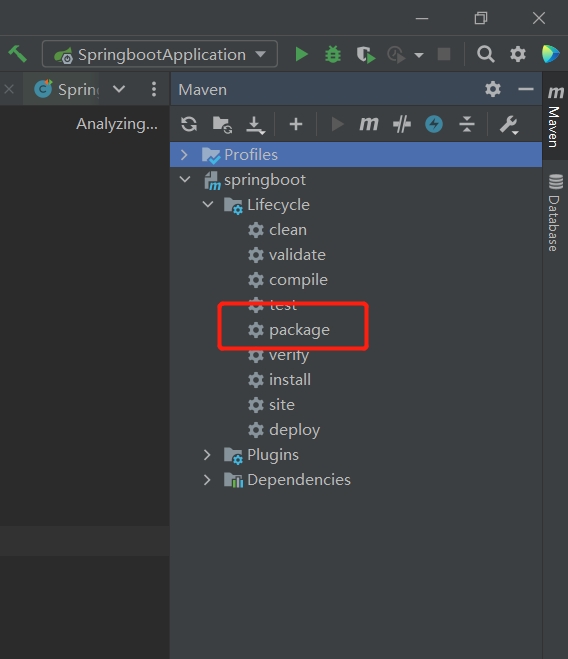 SpringbootApplication
Sprin
Maven
Analyzing...
Profiles
springboot
Lifecycle
clean
validate
compile
test
package
verify
install
site
deploy
Plugins
Dependencies
Maven
Database